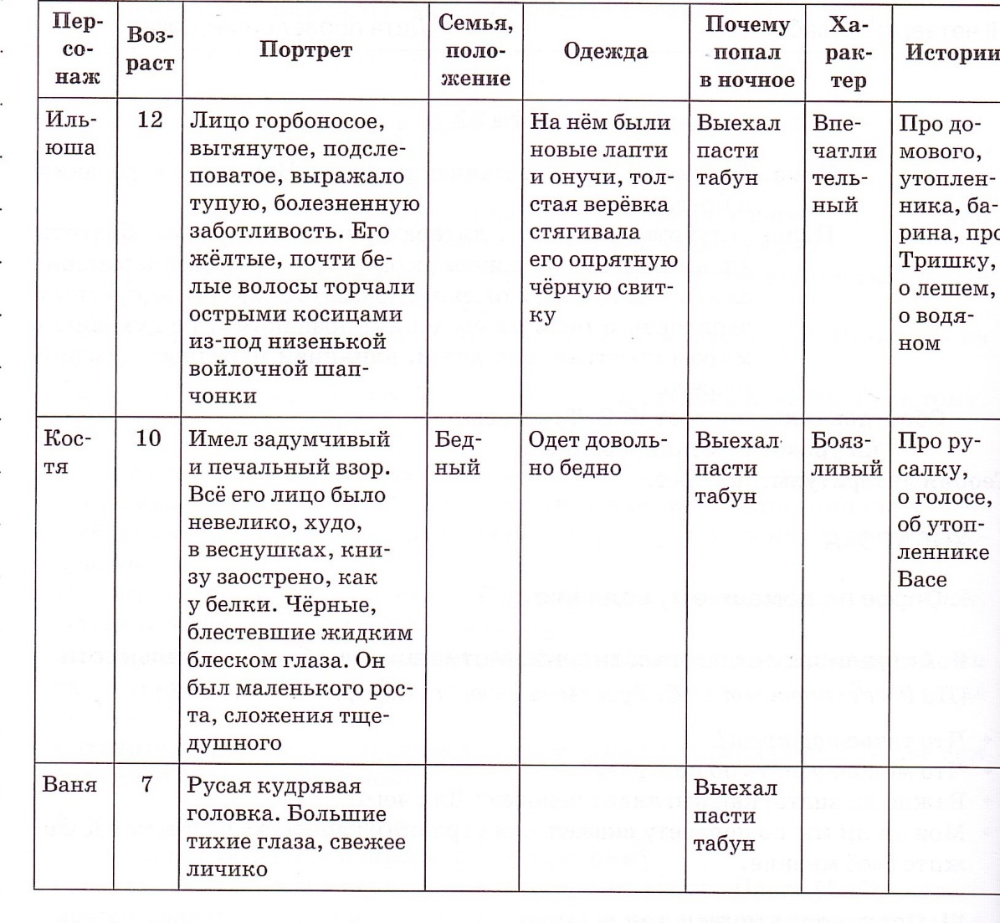 Пер-
со-
наж
Воз-
раст
Портрет
Семья,
поло-
жение
Одежда
Почему
попал
в ночное
Ха-
рак-
тер
Истории
Иль-
юша
12
Лицо горбоносое,
вытянутое, подсле-
поватое, выражало
тупую, болезненную
заботливость. Его
жёлтые, почти бе-
лые волосы торчали
острыми косицами
из-под низенькой
войлочной шап-
чонки
На нём были
новые лапти
и онучи, тол-
стая верёвка
стягивала
его опрятную
чёрную свит-
ку
Выехал
пасти
табун
Впе-
чатли
тель-
ный
Про до-
мового,
утоплен-
ника, ба-
рина, про
Тришку,
о лешем,
о водя-
ном
Кос-
тя
10
Имел задумчивый
и печальный взор.
Всё его лицо было
невелико, худо,
в веснушках, кни-
зу заострено, как
у белки. Чёрные,
блестевшие жидким
блеском глаза. Он
был маленького рос-
та, сложения тще-
душного
Бед-
ный
Одет доволь-
но бедно
Выехал
пасти
табун
Бояз-
ливый
Про ру-
салку,
о голосе,
об утоп-
леннике
Васе
Ваня
7
Русая кудрявая
головка. Большие
тихие глаза, свежее
личико
Выехал
пасти
табун